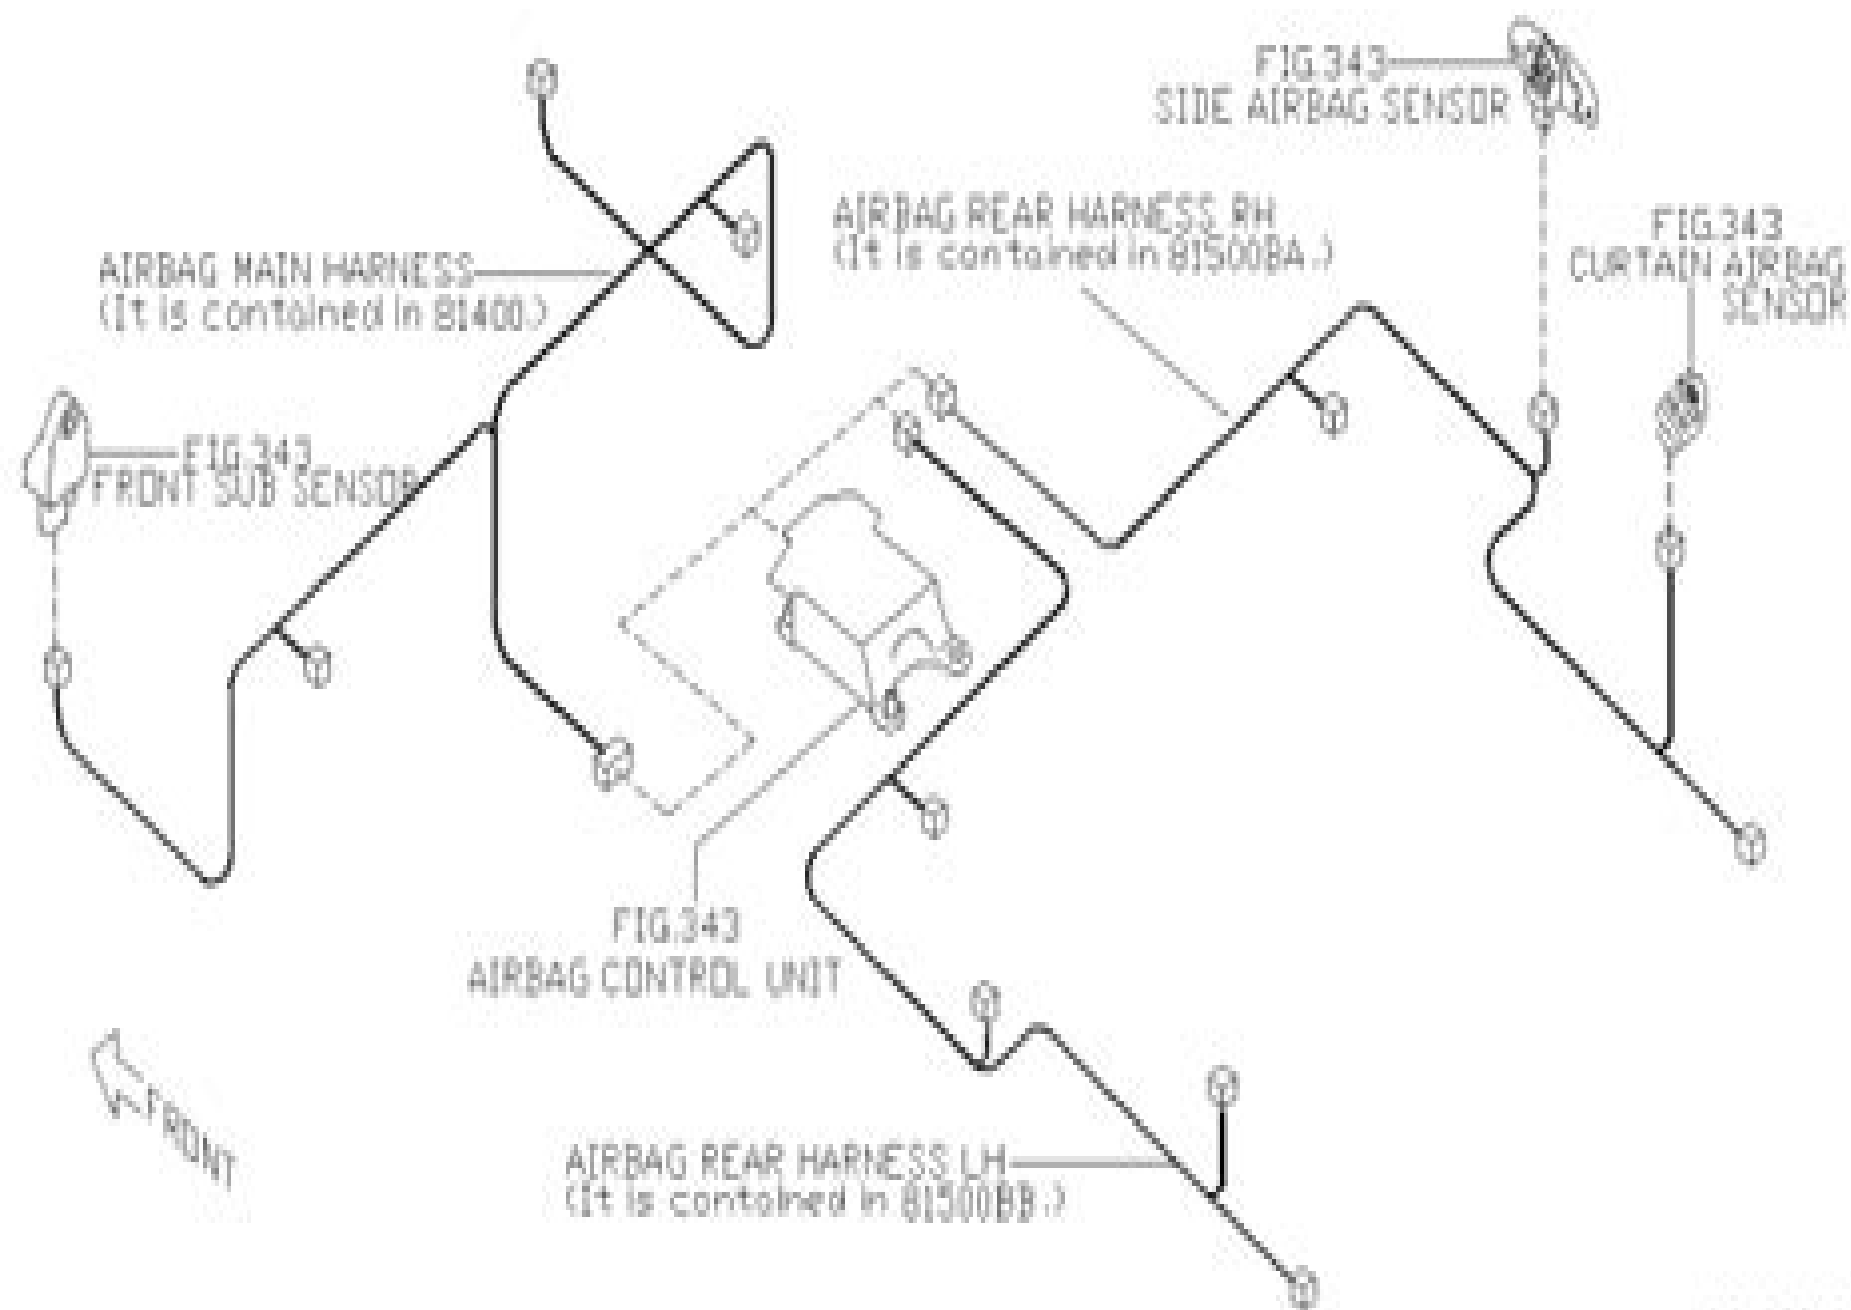 FIG.343
SIDE AIRBAG SENSOR
AIRBAG REAR HARNESS RH
(It is contained in 81500BA.)
FIG.343
CURTAIN AIRBAG
SENSOR
AIRBAG MAIN HARNESS
(It is contained in 81400.)
FIG.343
FRONT SUB SENSOR
FIG.343
AIRBAG CONTROL UNIT
FRONT
AIRBAG REAR HARNESS LH
(It is contained in 81500BB.)